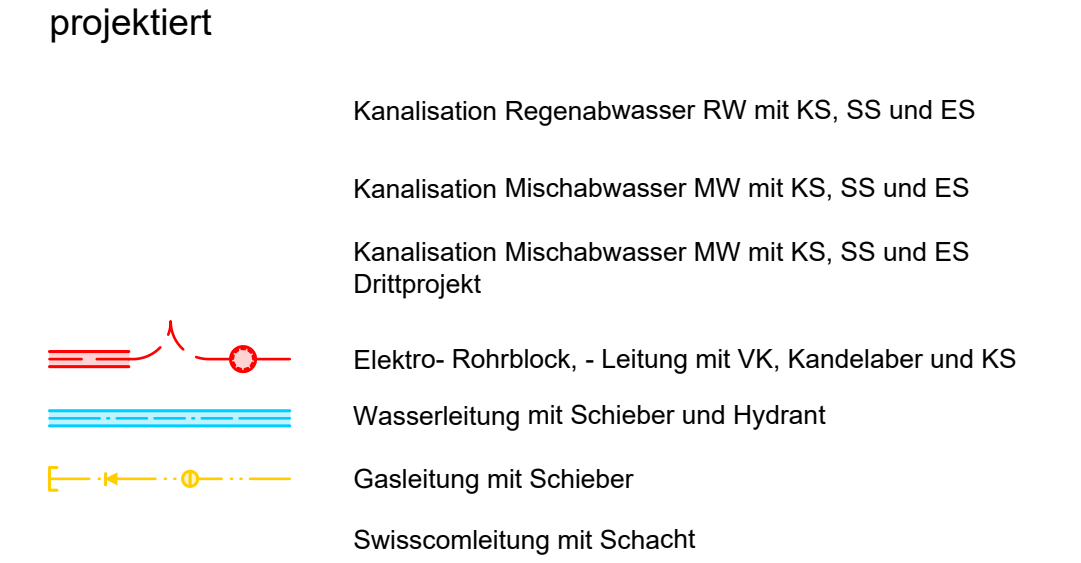 projektiert
Kanalisation Regenabwasser RW mit KS, SS und ES
Kanalisation Mischabwasser MW mit KS, SS und ES
Kanalisation Mischabwasser MW mit KS, SS und ES
Drittprojekt
Elektro- Rohrblock, - Leitung mit VK, Kandelaber und KS
Wasserleitung mit Schieber und Hydrant
Gasleitung mit Schieber
Swisscomleitung mit Schacht